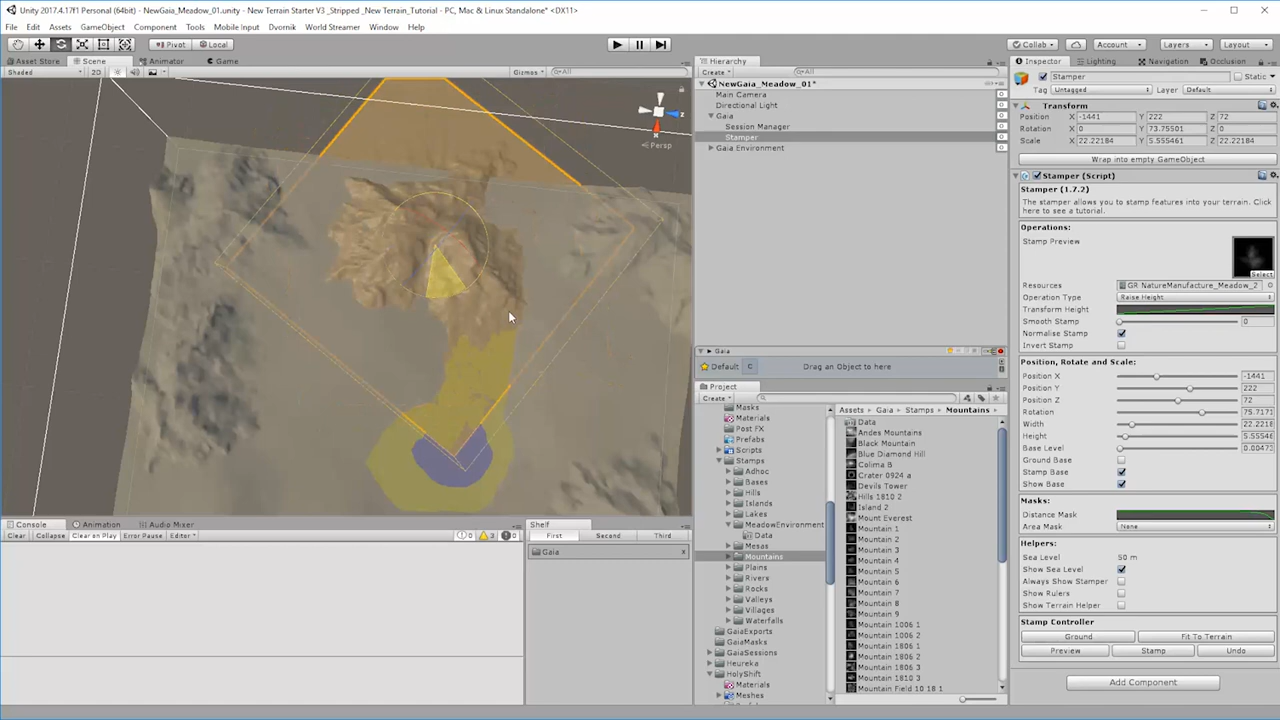 Unity 2017.4.17f1 Personal (64bit) - NewGaia_Meadow_01.unity - New Terrain Starter V3 _Stripped _New Terrain_Tutorial - PC, Mac & Linux Standalone* <DX11>
File Edit Assets GameObject Component Tools Mobile Input Dvornik World Streamer Window Help
Pivot Local Collab Account Layers Layout
Asset Store Scene Animator Game
Shaded 2D Gizmos All
Persp
Hierarchy
Create All
NewGaia_Meadow_01*
Main Camera
Directional Light
Gaia
Session Manager
Stamper
Gaia Environment
Gaia
Default C Drag an Object to here
Project
Create
Masks
Materials
Post FX
Prefabs
Scripts
Stamps
Adhoc
Bases
Hills
Islands
Lakes
MeadowEnvironment
Data
Mesas
Mountains
Plains
Rivers
Rocks
Valleys
Villages
Waterfalls
GaiaExports
GaiaMasks
GaiaSessions
Heureka
HolyShift
Materials
Meshes
Assets Gaia Stamps Mountains
Data
Andes Mountains
Black Mountain
Blue Diamond Hill
Colima B
Crater 0924 a
Devils Tower
Hills 1810 2
Island 2
Mount Everest
Mountain 1
Mountain 2
Mountain 3
Mountain 4
Mountain 5
Mountain 6
Mountain 7
Mountain 8
Mountain 9
Mountain 1006 1
Mountain 1006 2
Mountain 1806 1
Mountain 1806 2
Mountain 1806 3
Mountain 1810 3
Mountain Field 10 18 1
Console Animation Audio Mixer
Clear Collapse Clear on Play Error Pause Editor 0 3 0
Shelf
First Second Third
Gaia x
Inspector Lighting Navigation Occlusion
Stamper Static
Tag Untagged Layer Default
Transform
Position X -1441 Y 222 Z 72
Rotation X 0 Y 73.75501 Z 0
Scale X 22.22184 Y 5.555461 Z 22.22184
Wrap into empty GameObject
Stamper (Script)
Stamper (1.7.2)
The stamper allows you to stamp features into your terrain. Click
here to see a tutorial.
Operations:
Stamp Preview
Select
Resources GR NatureManufacture_Meadow_2
Operation Type Raise Height
Transform Height
Smooth Stamp 0
Normalise Stamp
Invert Stamp
Position, Rotate and Scale:
Position X -1441
Position Y 222
Position Z 72
Rotation 75.7171
Width 22.2218
Height 5.5554
Base Level 0.00473
Ground Base
Stamp Base
Show Base
Masks:
Distance Mask
Area Mask None
Helpers:
Sea Level 50 m
Show Sea Level
Always Show Stamper
Show Rulers
Show Terrain Helper
Stamp Controller
Ground Fit To Terrain
Preview Stamp Undo
Add Component